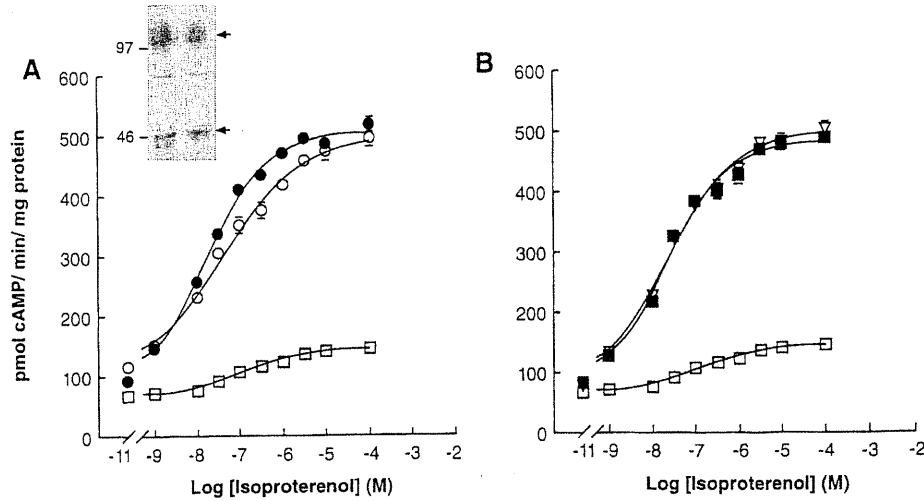 A
97
46
600
500
400
300
200
100
0
pmol cAMP/ min/ mg protein
-11 -9 -8 -7 -6 -5 -4 -3 -2
Log [Isoproterenol] (M)
B
600
500
400
300
200
100
0
-11 -9 -8 -7 -6 -5 -4 -3 -2
Log [Isoproterenol] (M)